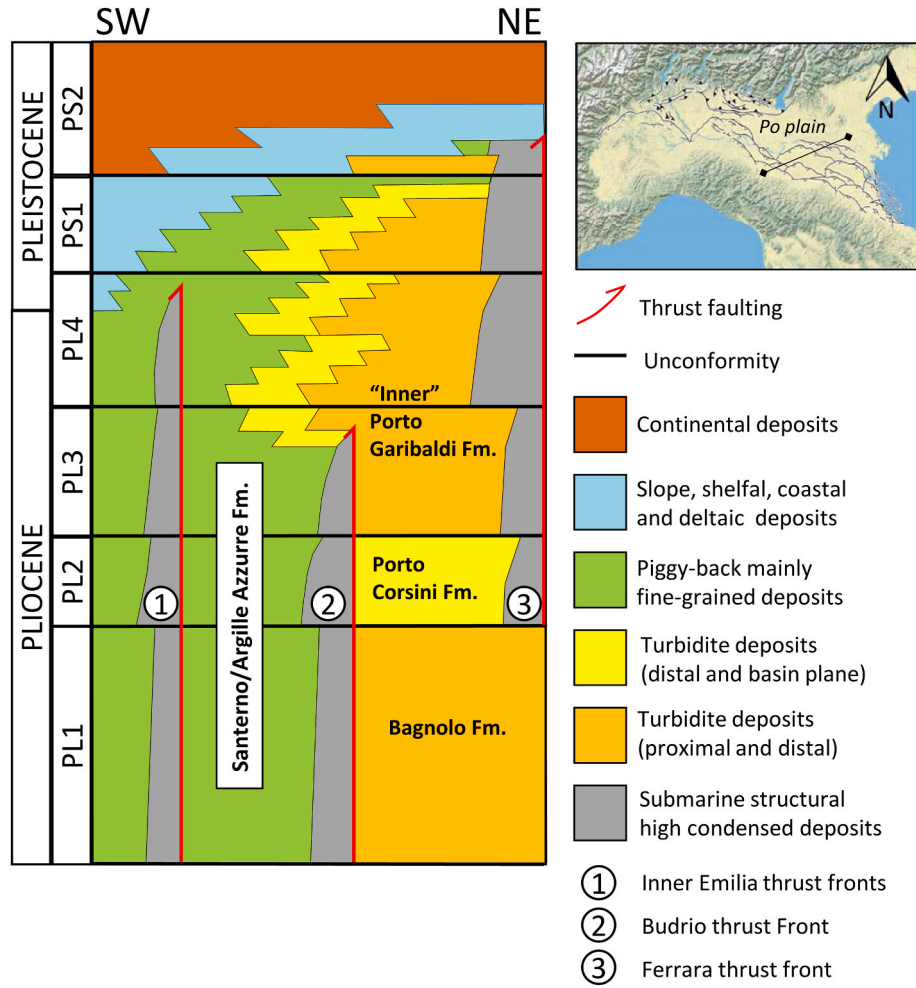 SW
NE
PLEISTOCENE
PLIOCENE
PS2
PS1
PL4
PL3
PL2
PL1
"Inner"
Porto
Garibaldi Fm.
Porto
Corsini Fm.
Bagnolo Fm.
Santerno/Argille Azzurre Fm.
1
2
3
Po plain
N
Thrust faulting
Unconformity
Continental deposits
Slope, shelfal, coastal
and deltaic deposits
Piggy-back mainly
fine-grained deposits
Turbidite deposits
(distal and basin plane)
Turbidite deposits
(proximal and distal)
Submarine structural
high condensed deposits
1 Inner Emilia thrust fronts
2 Budrio thrust Front
3 Ferrara thrust front